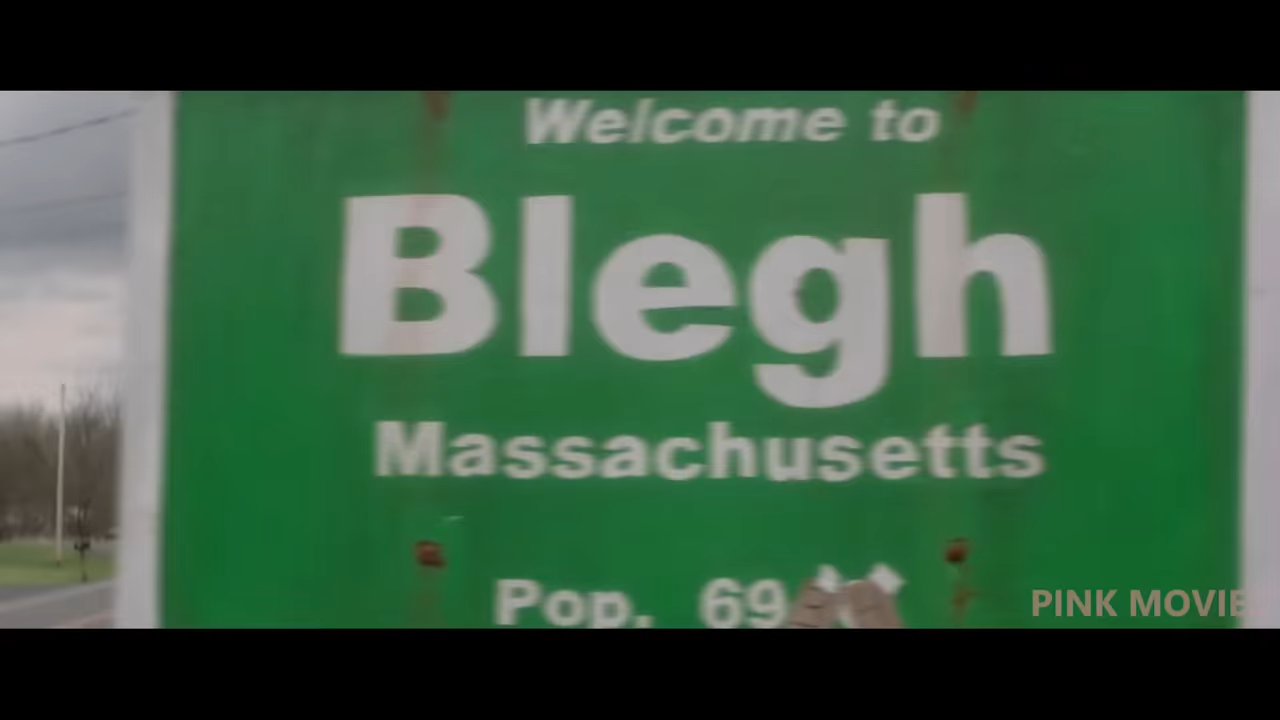 Welcome to
Blegh
Massachusetts
Pop. 69
PINK MOVIE